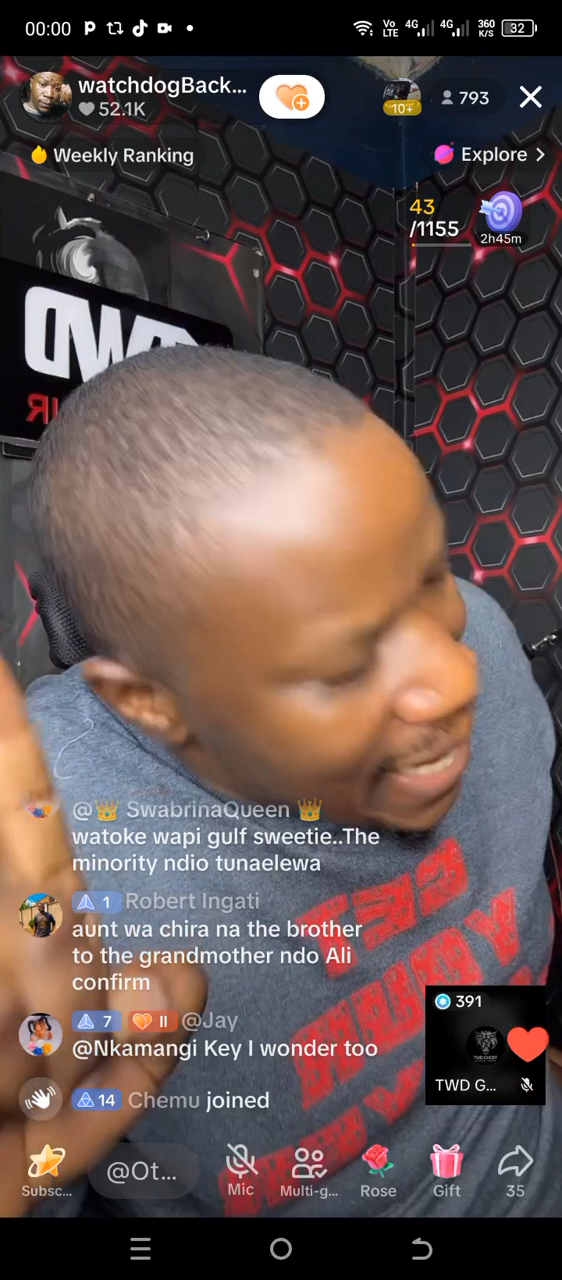 00:00
Vo
LTE
4G
4G
360
K/S
32
watchdogBack...
52.1K
10+
793
Weekly Ranking
Explore
43
/1155
2h45m
TWD
@👑 SwabrinaQueen 👑
watoke wapi gulf sweetie..The
minority ndio tunaelewa
1 Robert Ingati
aunt wa chira na the brother
to the grandmother ndo Ali
confirm
7 II @Jay
@Nkamangi Key I wonder too
14 Chemu joined
391
TWD GHOST
TWD G...
@Ot...
Subsc...
Mic
Multi-g...
Rose
Gift
35